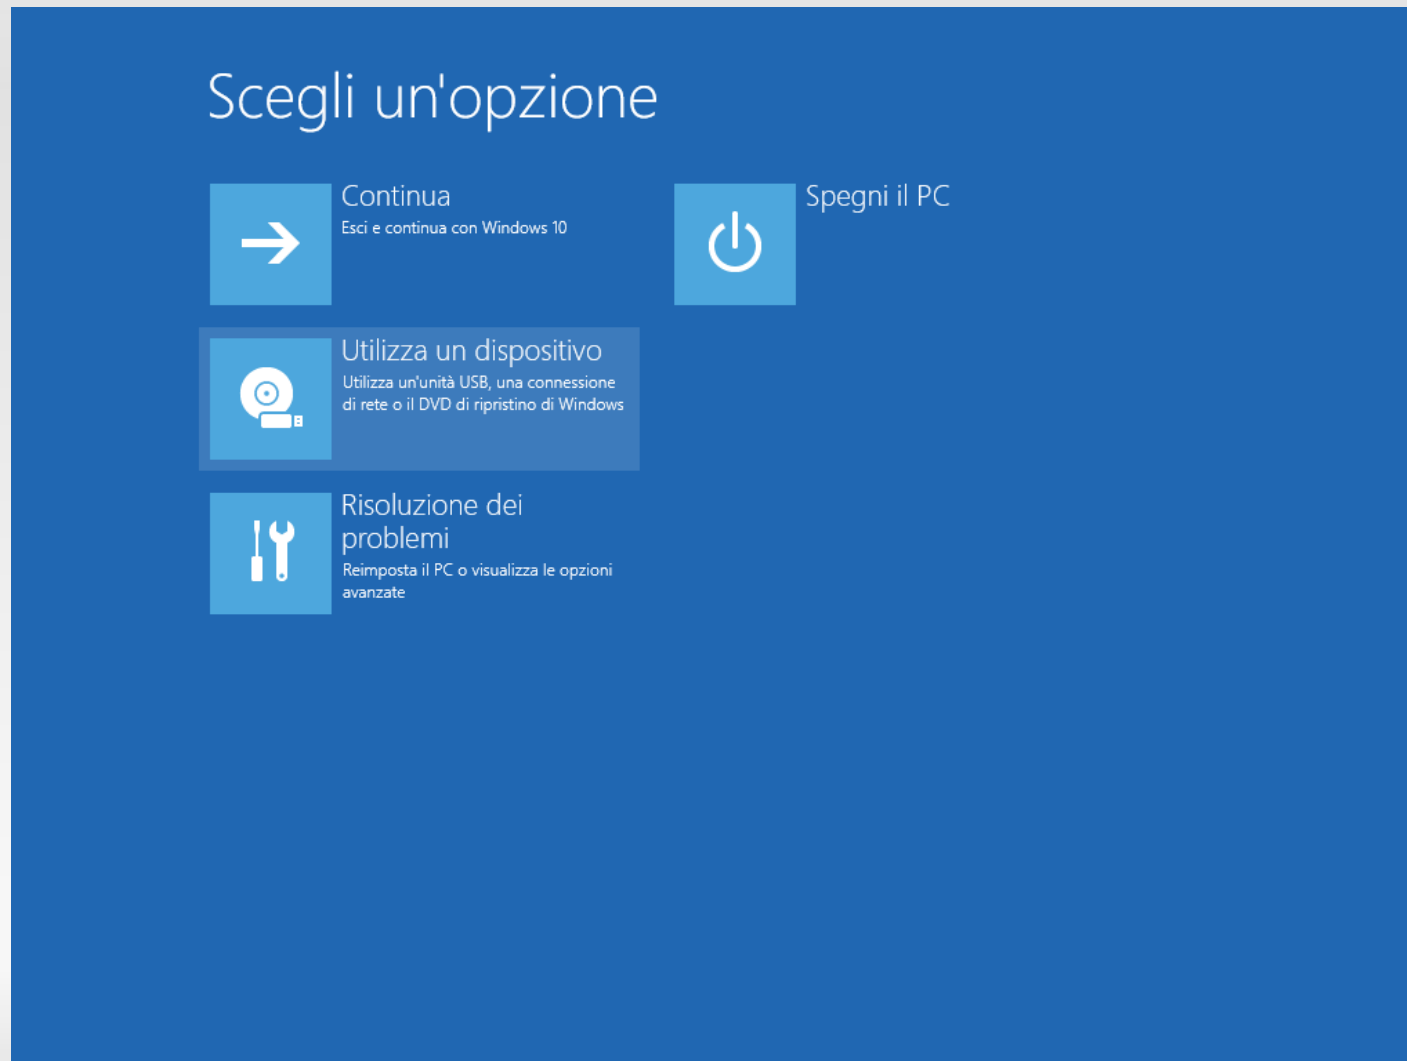 Scegli un'opzione
Continua
Esci e continua con Windows 10
Spegni il PC
Utilizza un dispositivo
Utilizza un'unità USB, una connessione
di rete o il DVD di ripristino di Windows
Risoluzione dei
problemi
Reimposta il PC o visualizza le opzioni
avanzate